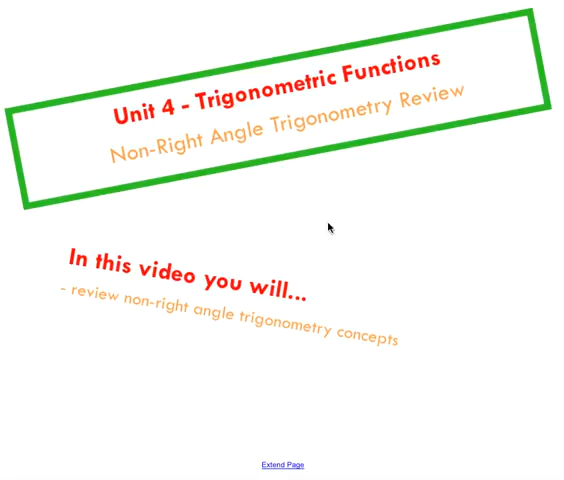 Unit 4 - Trigonometric Functions
Non-Right Angle Trigonometry Review
In this video you will...
- review non-right angle trigonometry concepts
Extend Page